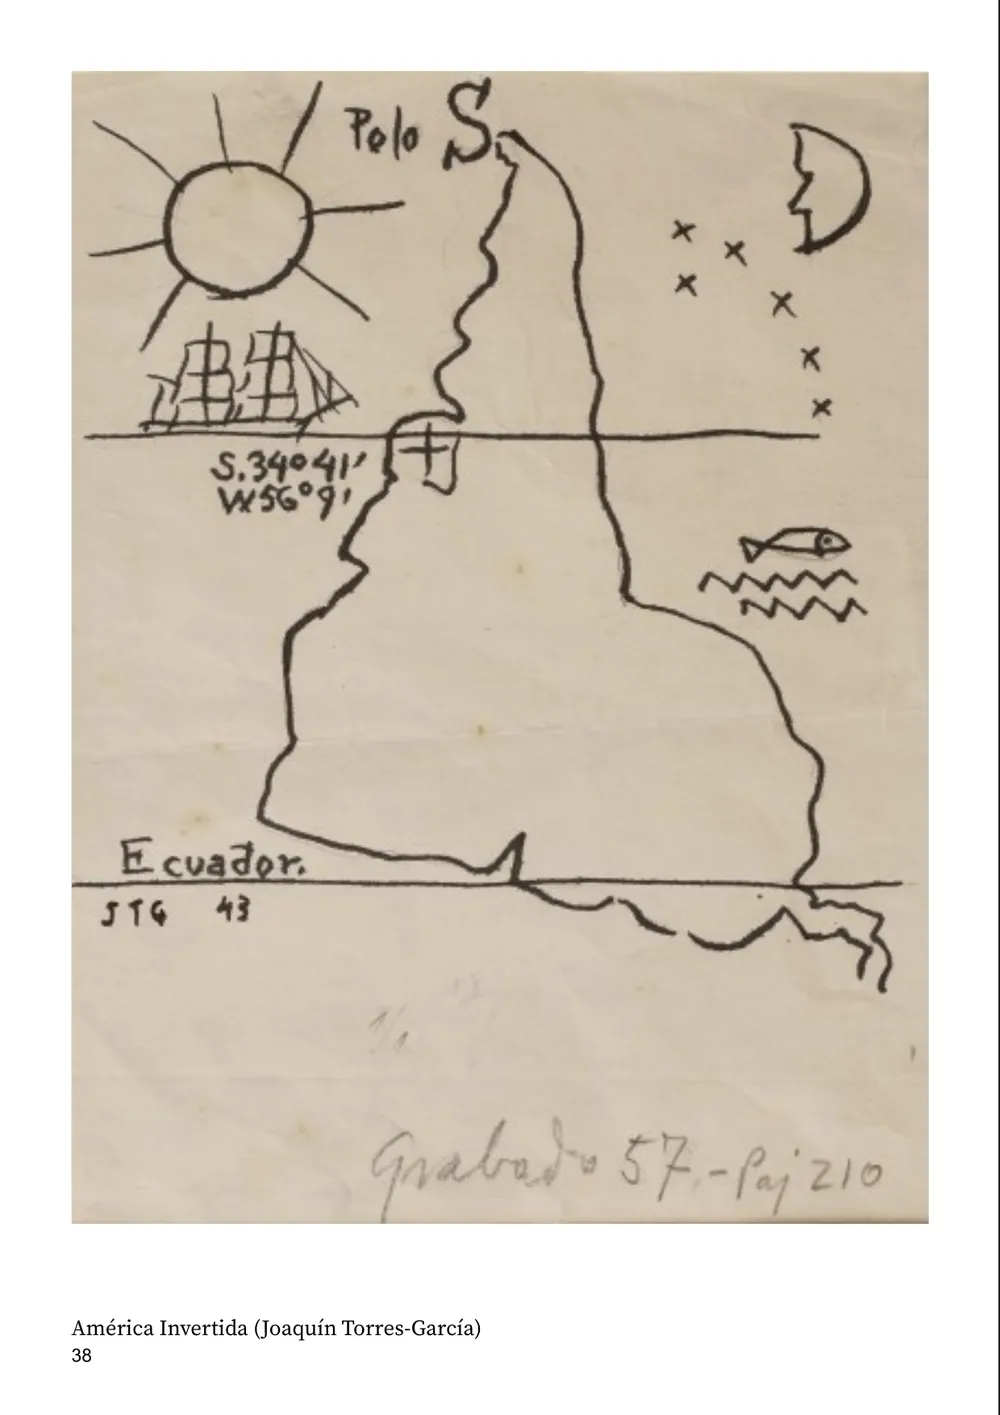 Polo S.
S. 34° 41'
W 56° 9'
Ecuador.
JTG 43
1/1
Grabado 57.- Paj 210
América Invertida (Joaquín Torres-García)
38